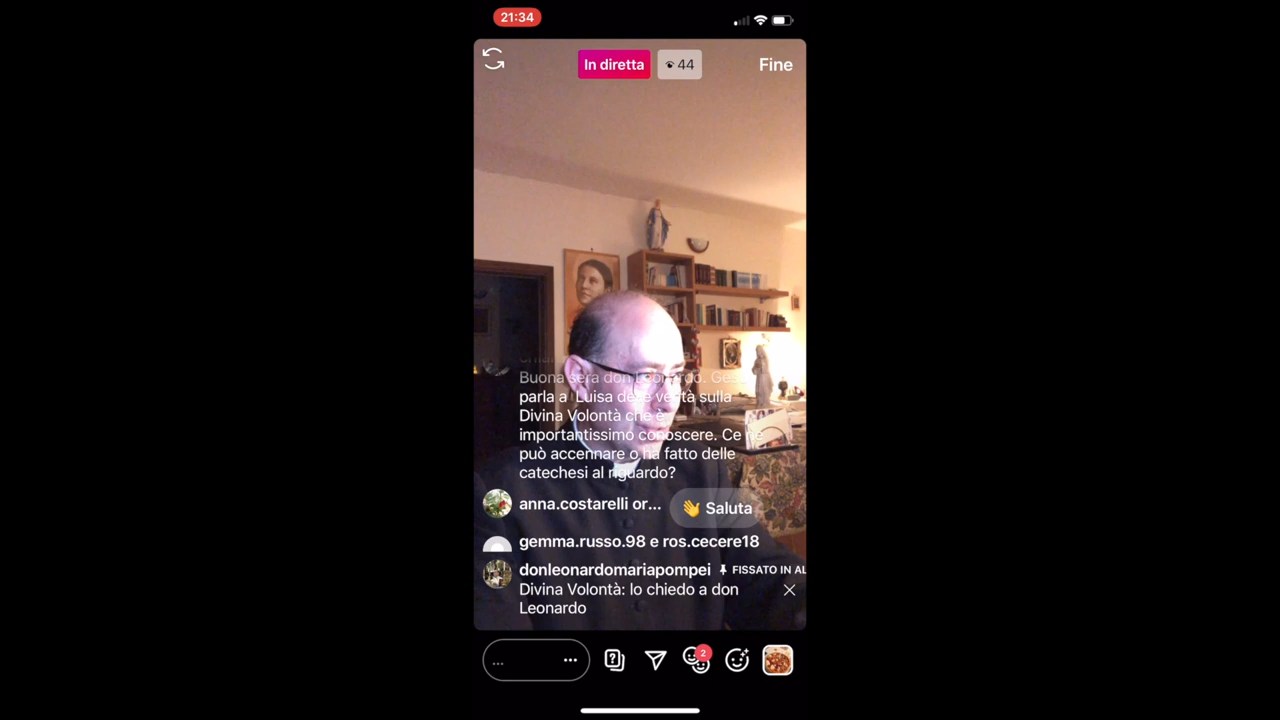 21:34
In diretta
44
Fine
Buona sera don Leonardo. Gesù
parla a Luisa delle verità sulla
Divina Volontà che è
importantissimo conoscere. Ce ne
può accennare o ha fatto delle
catechesi al riguardo?
anna.costarelli or...
👋 Saluta
gemma.russo.98 e ros.cecere18
donleonardomariapompei FISSATO IN AL
Divina Volontà: lo chiedo a don
Leonardo
...
2